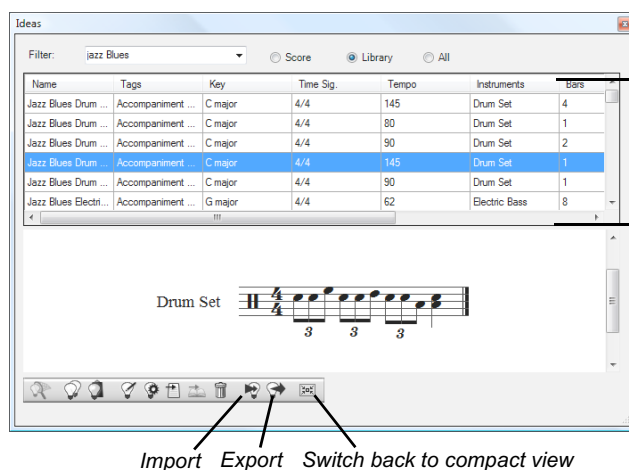 Ideas
Filter: jazz Blues Score Library All
Name Tags Key Time Sig. Tempo Instruments Bars
Jazz Blues Drum ... Accompaniment ... C major 4/4 145 Drum Set 4
Jazz Blues Drum ... Accompaniment ... C major 4/4 80 Drum Set 1
Jazz Blues Drum ... Accompaniment ... C major 4/4 90 Drum Set 2
Jazz Blues Drum ... Accompaniment ... C major 4/4 145 Drum Set 1
Jazz Blues Drum ... Accompaniment ... C major 4/4 90 Drum Set 1
Jazz Blues Electri... Accompaniment ... G major 4/4 62 Electric Bass 8
Drum Set 4 4
3 3 3
Import Export Switch back to compact view